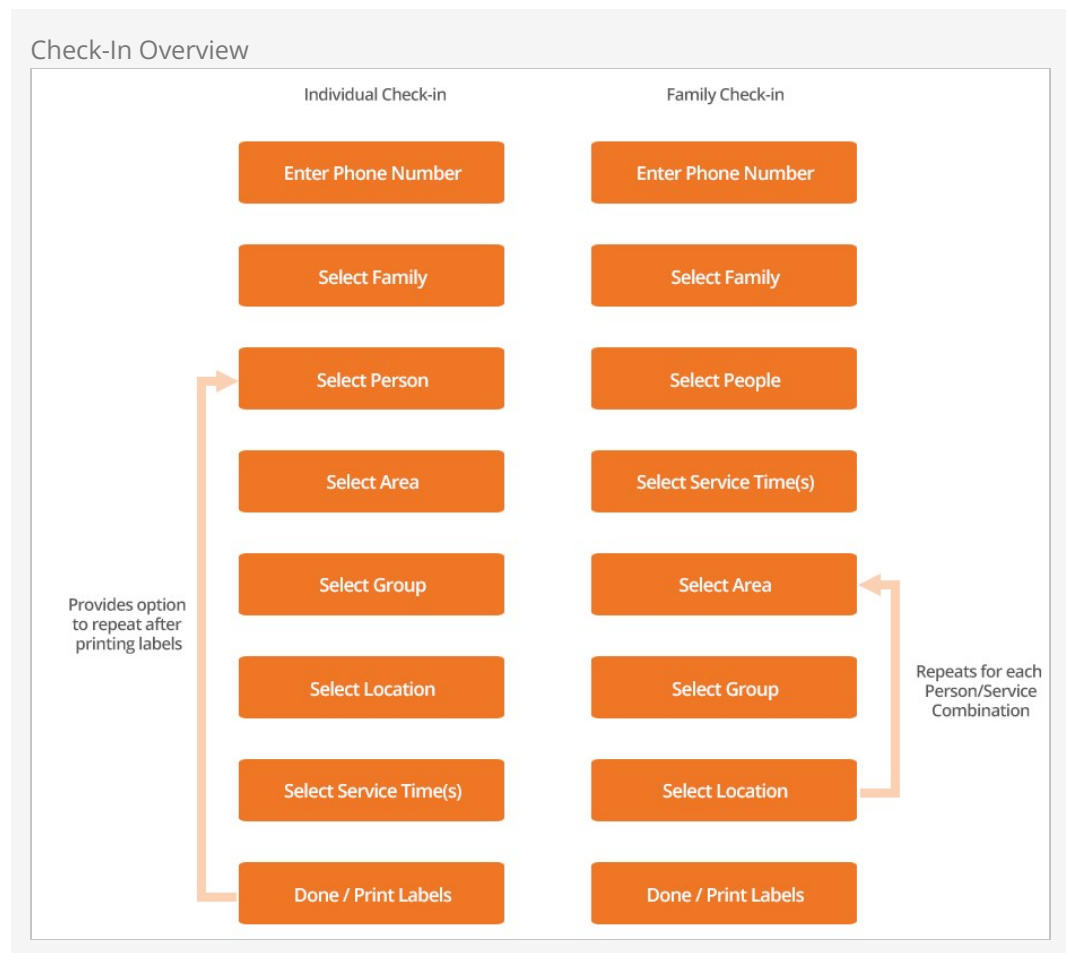 Check-In Overview
Individual Check-in
Enter Phone Number
Select Family
Select Person
Select Area
Select Group
Select Location
Select Service Time(s)
Done / Print Labels
Provides option
to repeat after
printing labels
Family Check-in
Enter Phone Number
Select Family
Select People
Select Service Time(s)
Select Area
Select Group
Select Location
Done / Print Labels
Repeats for each
Person/Service
Combination